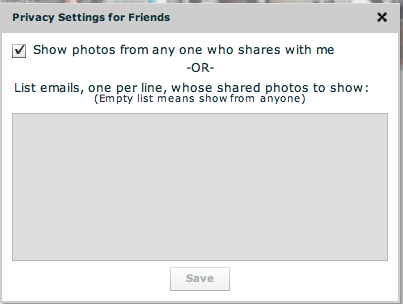 Privacy Settings for Friends
Show photos from any one who shares with me
-OR-
List emails, one per line, whose shared photos to show:
(Empty list means show from anyone)
Save